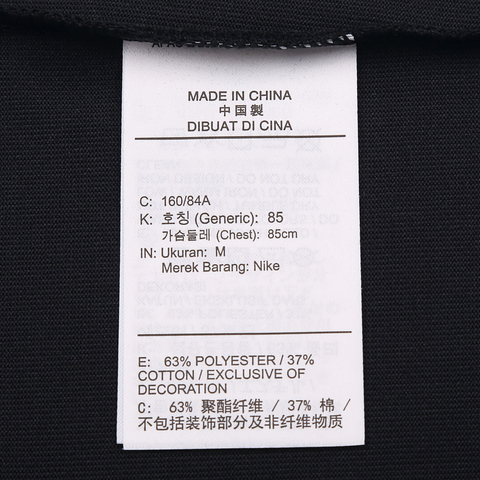 MADE IN CHINA
中国製
DIBUAT DI CINA
C: 160/84A
K: 호칭 (Generic): 85
가슴둘레 (Chest): 85cm
IN: Ukuran: M
Merek Barang: Nike
E: 63% POLYESTER / 37%
COTTON / EXCLUSIVE OF
DECORATION
C: 63% 聚酯纤维 / 37% 棉 /
不包括装饰部分及非纤维物质